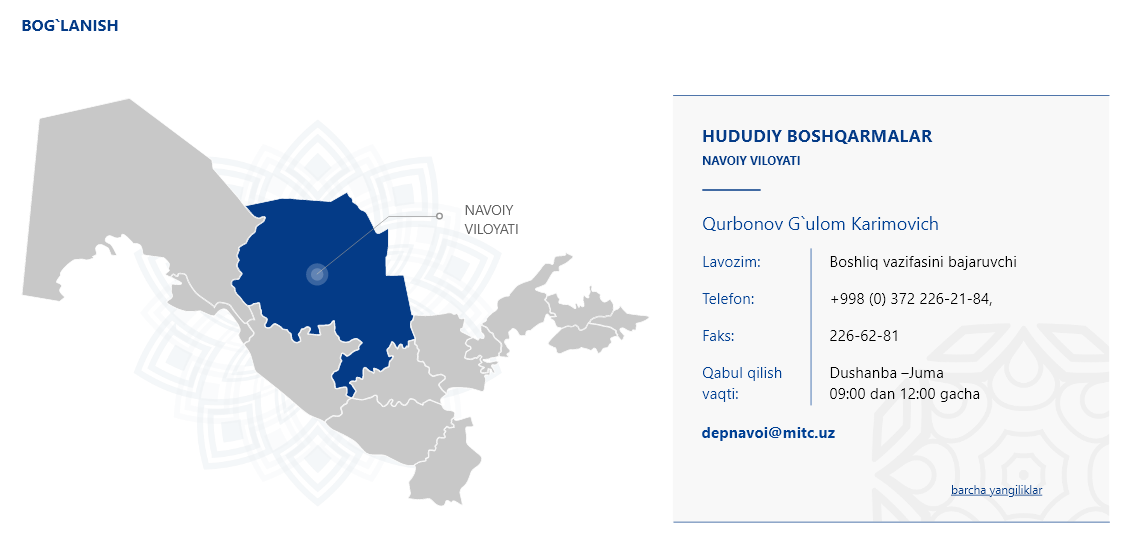 BOG`LANISH
NAVOIY
VILOYATI
HUDUDIY BOSHQARMALAR
NAVOIY VILOYATI
Qurbonov G`ulom Karimovich
Lavozim:
Boshliq vazifasini bajaruvchi
Telefon:
+998 (0) 372 226-21-84,
Faks:
226-62-81
Qabul qilish
vaqti:
Dushanba –Juma
09:00 dan 12:00 gacha
depnavoi@mitc.uz
barcha yangiliklar